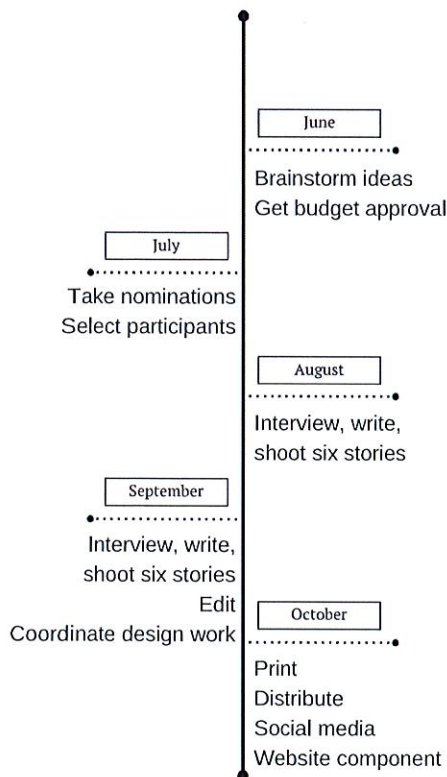 June
Brainstorm ideas
Get budget approval
July
Take nominations
Select participants
August
Interview, write,
shoot six stories
September
Interview, write,
shoot six stories
Edit
Coordinate design work
October
Print
Distribute
Social media
Website component